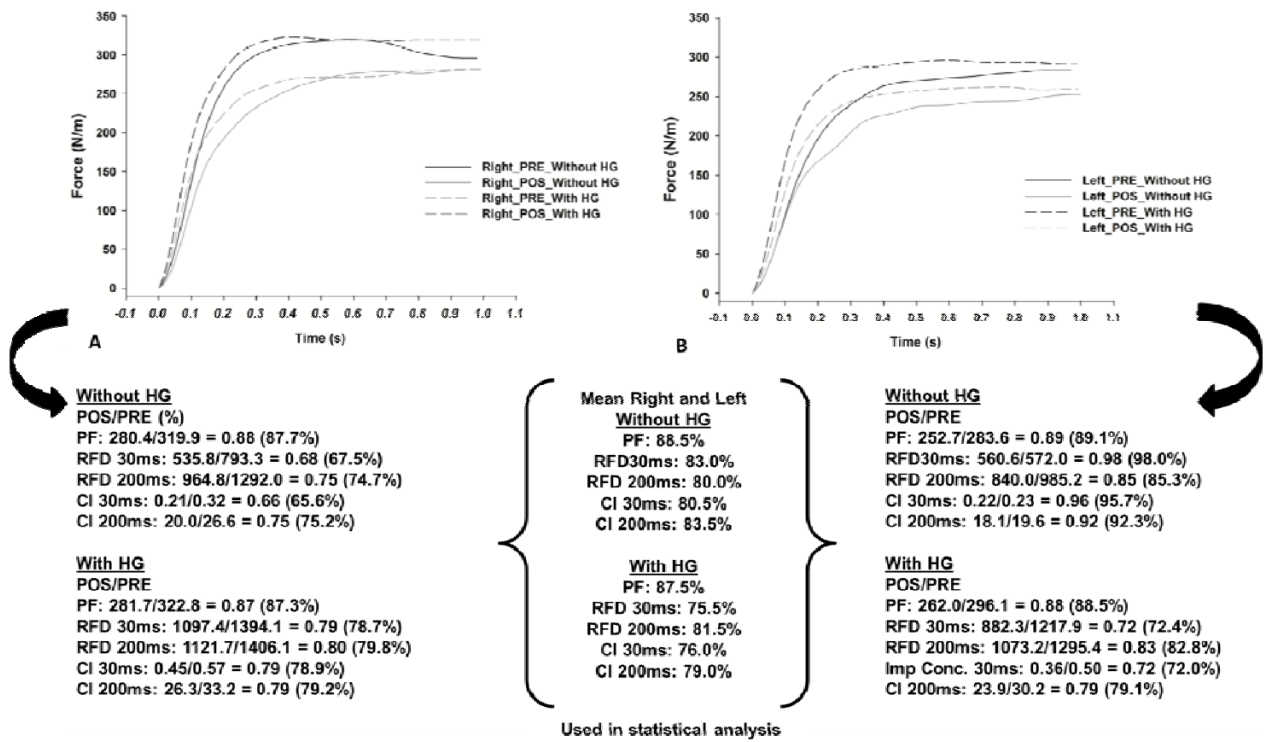 350
300
250
200
150
100
50
0
Force (N/m)
Right_PRE_Without HG
Right_POS_Without HG
Right_PRE_With HG
Right_POS_With HG
-0.1 0.0 0.1 0.2 0.3 0.4 0.5 0.6 0.7 0.8 0.9 1.0 1.1
Time (s)
A
350
300
250
200
150
100
50
0
Force (N/m)
Left_PRE_Without HG
Left_POS_Without HG
Left_PRE_With HG
Left_POS_With HG
-0.1 0.0 0.1 0.2 0.3 0.4 0.5 0.6 0.7 0.8 0.9 1.0 1.1
Time (s)
B
Without HG
POS/PRE (%)
PF: 280.4/319.9 = 0.88 (87.7%)
RFD 30ms: 535.8/793.3 = 0.68 (67.5%)
RFD 200ms: 964.8/1292.0 = 0.75 (74.7%)
CI 30ms: 0.21/0.32 = 0.66 (65.6%)
CI 200ms: 20.0/26.6 = 0.75 (75.2%)
With HG
POS/PRE
PF: 281.7/322.8 = 0.87 (87.3%)
RFD 30ms: 1097.4/1394.1 = 0.79 (78.7%)
RFD 200ms: 1121.7/1406.1 = 0.80 (79.8%)
CI 30ms: 0.45/0.57 = 0.79 (78.9%)
CI 200ms: 26.3/33.2 = 0.79 (79.2%)
Mean Right and Left
Without HG
PF: 88.5%
RFD30ms: 83.0%
RFD 200ms: 80.0%
CI 30ms: 80.5%
CI 200ms: 83.5%
With HG
PF: 87.5%
RFD 30ms: 75.5%
RFD 200ms: 81.5%
CI 30ms: 76.0%
CI 200ms: 79.0%
Used in statistical analysis
Without HG
POS/PRE
PF: 252.7/283.6 = 0.89 (89.1%)
RFD30ms: 560.6/572.0 = 0.98 (98.0%)
RFD 200ms: 840.0/985.2 = 0.85 (85.3%)
CI 30ms: 0.22/0.23 = 0.96 (95.7%)
CI 200ms: 18.1/19.6 = 0.92 (92.3%)
With HG
POS/PRE
PF: 262.0/296.1 = 0.88 (88.5%)
RFD 30ms: 882.3/1217.9 = 0.72 (72.4%)
RFD 200ms: 1073.2/1295.4 = 0.83 (82.8%)
Imp Conc. 30ms: 0.36/0.50 = 0.72 (72.0%)
CI 200ms: 23.9/30.2 = 0.79 (79.1%)